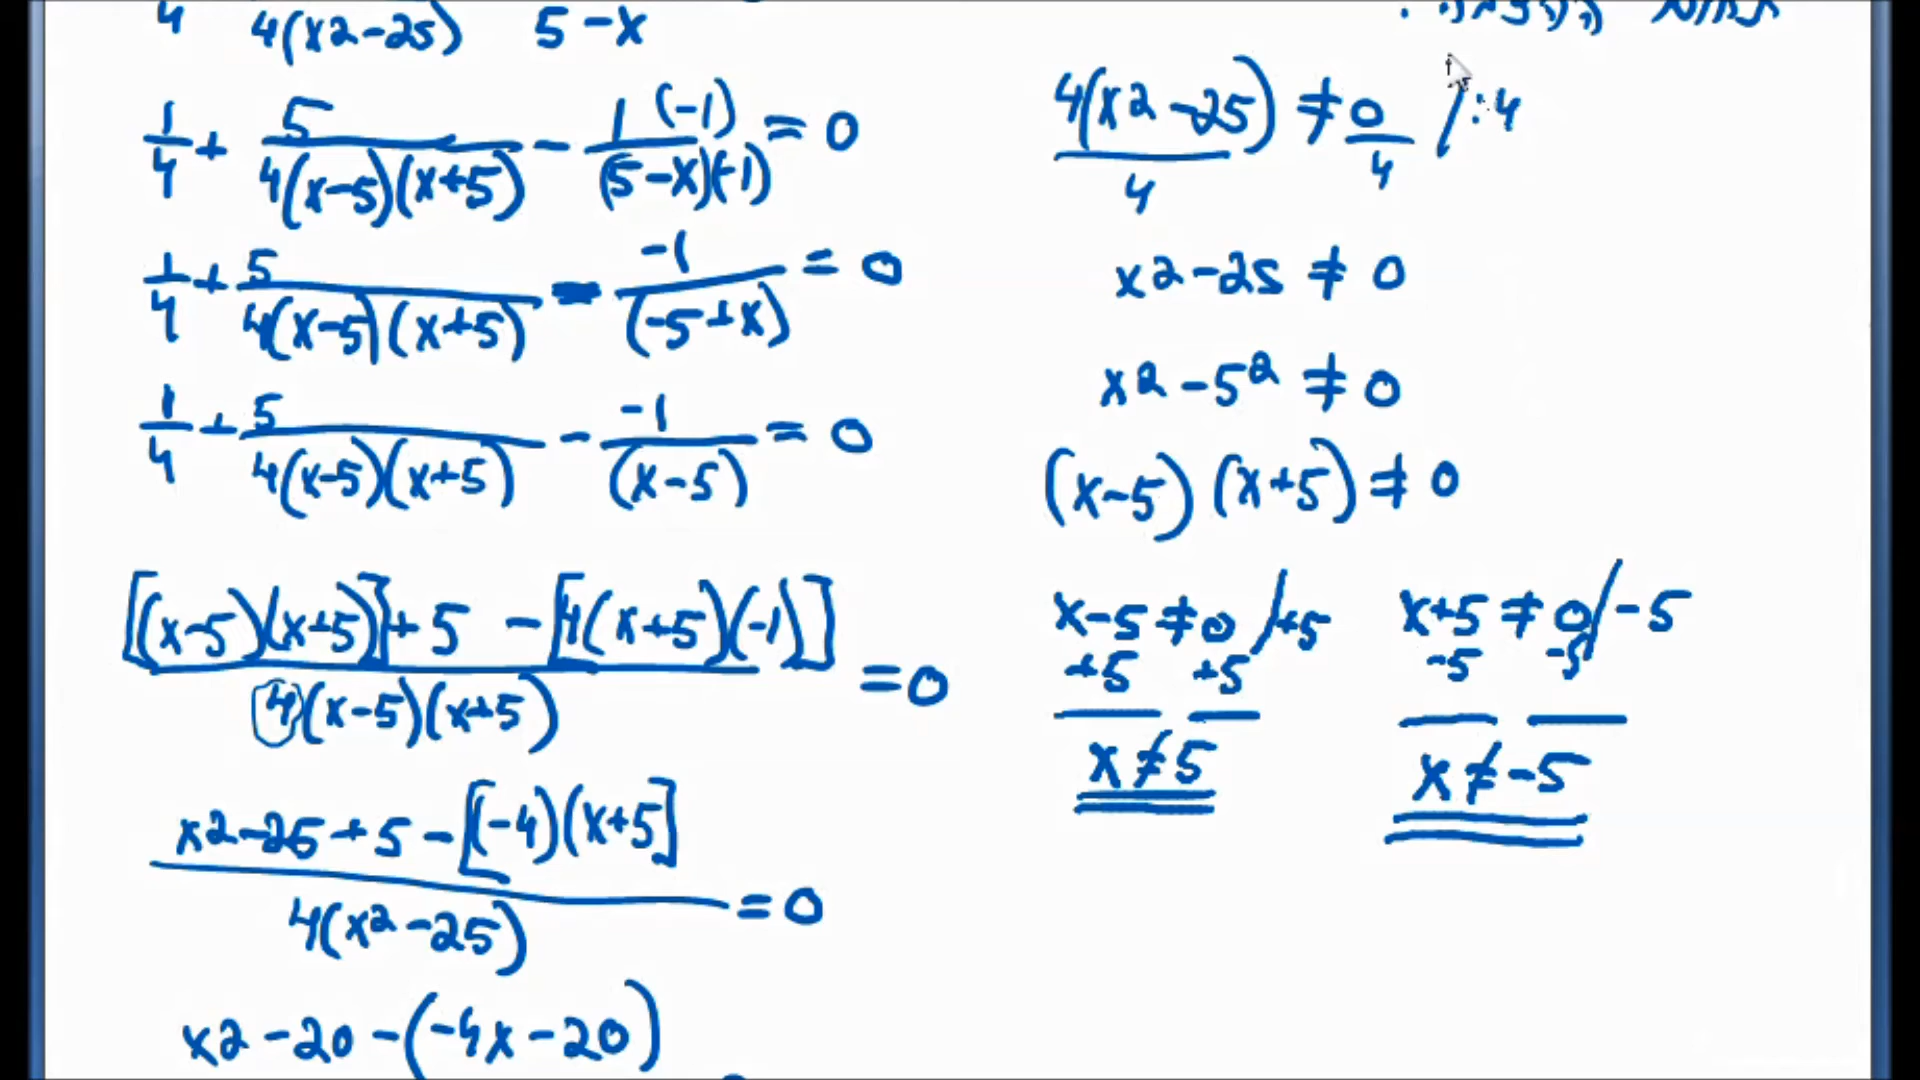 4 4(x2-25) 5-x
1/4 + 5/4(x-5)(x+5) - 1(-1)/(5-x)(-1) = 0
1/4 + 5/4(x-5)(x+5) - -1/(-5+x) = 0
1/4 + 5/4(x-5)(x+5) - -1/(x-5) = 0
[(x-5)(x+5)]+5 - [4(x+5)(-1)]
4(x-5)(x+5)
=0
x2-25+5-[(-4)(x+5]
4(x2-25)
=0
x2-20-(-4x-20)
4(x2-25) ≠ 0 /:4
4 4
x2-25 ≠ 0
x2-5² ≠ 0
(x-5)(x+5) ≠ 0
x-5≠0 /+5
+5 +5
x≠5
x+5≠0 /-5
-5 -5
x≠-5